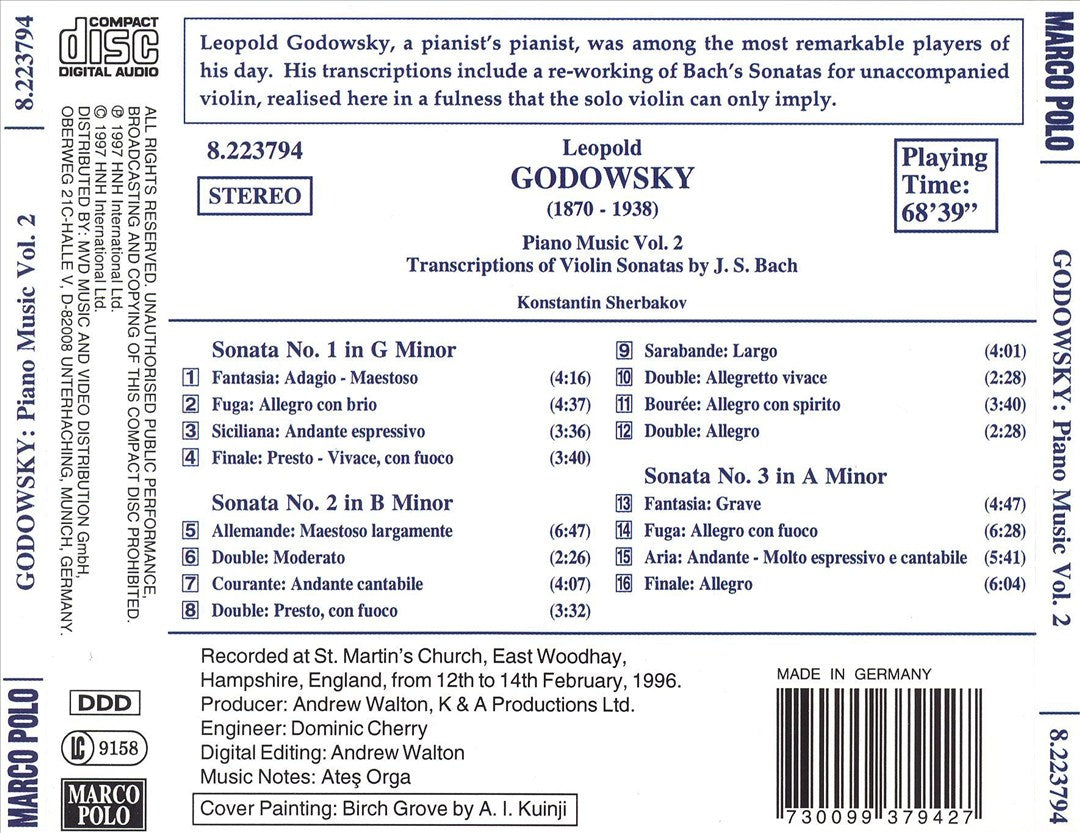 8.223794
GODOWSKY: Piano Music Vol. 2
MARCO POLO
COMPACT
disc
DIGITAL AUDIO
ALL RIGHTS RESERVED. UNAUTHORISED PUBLIC PERFORMANCE,
BROADCASTING AND COPYING OF THIS COMPACT DISC PROHIBITED.
℗ 1997 HNH International Ltd.
© 1997 HNH International Ltd.
DISTRIBUTED BY: MVD MUSIC AND VIDEO DISTRIBUTION GmbH,
OBERWEG 21C-HALLE V, D-82008 UNTERHACHING, MUNICH, GERMANY.
DDD
LC 9158
MARCO
POLO
Leopold Godowsky, a pianist's pianist, was among the most remarkable players of
his day. His transcriptions include a re-working of Bach's Sonatas for unaccompanied
violin, realised here in a fulness that the solo violin can only imply.
8.223794
STEREO
Leopold
GODOWSKY
(1870 - 1938)
Piano Music Vol. 2
Transcriptions of Violin Sonatas by J. S. Bach
Konstantin Sherbakov
Playing
Time:
68'39”
Sonata No. 1 in G Minor
1 Fantasia: Adagio - Maestoso (4:16)
2 Fuga: Allegro con brio (4:37)
3 Siciliana: Andante espressivo (3:36)
4 Finale: Presto - Vivace, con fuoco (3:40)
Sonata No. 2 in B Minor
5 Allemande: Maestoso largamente (6:47)
6 Double: Moderato (2:26)
7 Courante: Andante cantabile (4:07)
8 Double: Presto, con fuoco (3:32)
9 Sarabande: Largo (4:01)
10 Double: Allegretto vivace (2:28)
11 Bourée: Allegro con spirito (3:40)
12 Double: Allegro (2:28)
Sonata No. 3 in A Minor
13 Fantasia: Grave (4:47)
14 Fuga: Allegro con fuoco (6:28)
15 Aria: Andante - Molto espressivo e cantabile (5:41)
16 Finale: Allegro (6:04)
Recorded at St. Martin's Church, East Woodhay,
Hampshire, England, from 12th to 14th February, 1996.
Producer: Andrew Walton, K & A Productions Ltd.
Engineer: Dominic Cherry
Digital Editing: Andrew Walton
Music Notes: Ateş Orga
Cover Painting: Birch Grove by A. I. Kuinji
MADE IN GERMANY
730099379427
MARCO POLO
GODOWSKY: Piano Music Vol. 2
8.223794